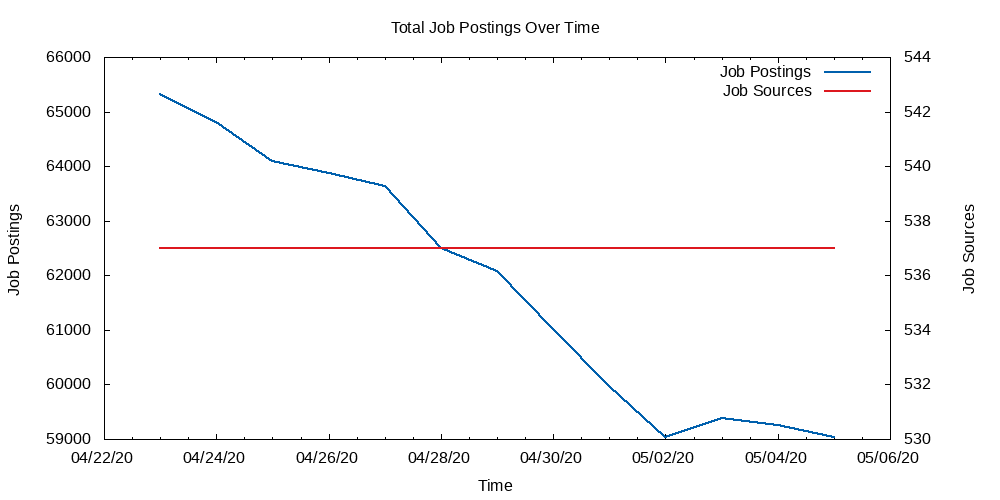 Total Job Postings Over Time
66000
65000
64000
63000
62000
61000
60000
59000
Job Postings
544
542
540
538
536
534
532
530
Job Sources
Job Postings
Job Sources
04/22/20 04/24/20 04/26/20 04/28/20 04/30/20 05/02/20 05/04/20 05/06/20
Time